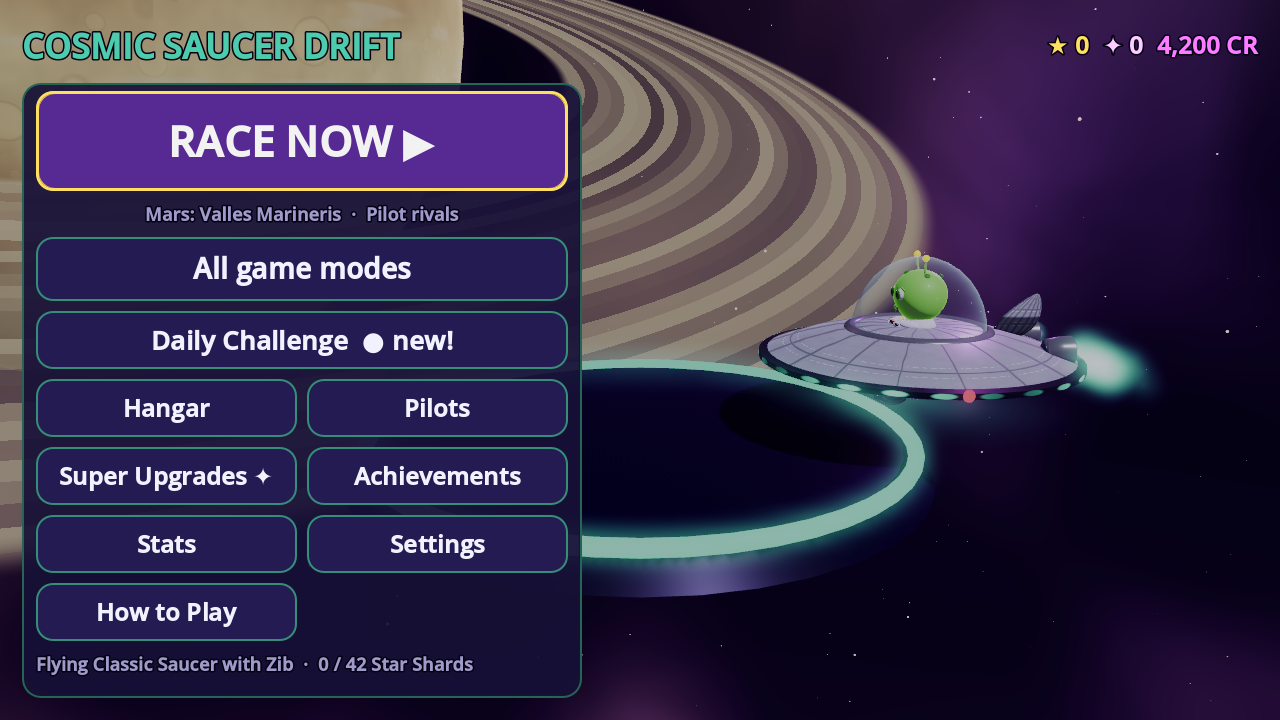 COSMIC SAUCER DRIFT
★ 0 ✦ 0 4,200 CR
RACE NOW ▶
Mars: Valles Marineris · Pilot rivals
All game modes
Daily Challenge ● new!
Hangar
Pilots
Super Upgrades ✦
Achievements
Stats
Settings
How to Play
Flying Classic Saucer with Zib · 0 / 42 Star Shards